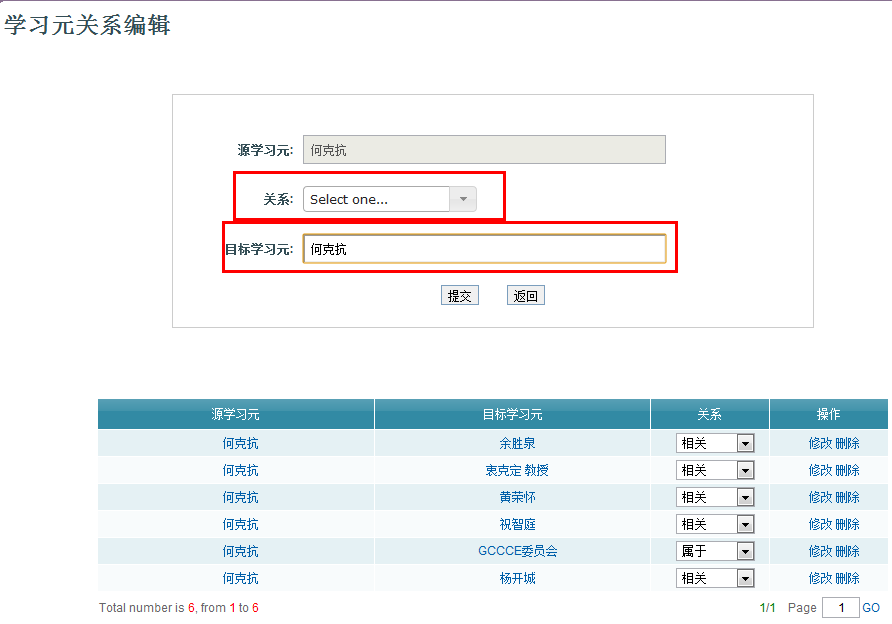 学习元关系编辑
源学习元: 何克抗
关系: Select one...
目标学习元: 何克抗
提交 返回
源学习元 目标学习元 关系 操作
何克抗 余胜泉 相关 修改 删除
何克抗 衷克定 教授 相关 修改 删除
何克抗 黄荣怀 相关 修改 删除
何克抗 祝智庭 相关 修改 删除
何克抗 GCCCE委员会 属于 修改 删除
何克抗 杨开城 相关 修改 删除
Total number is 6, from 1 to 6 1/1 Page 1 GO